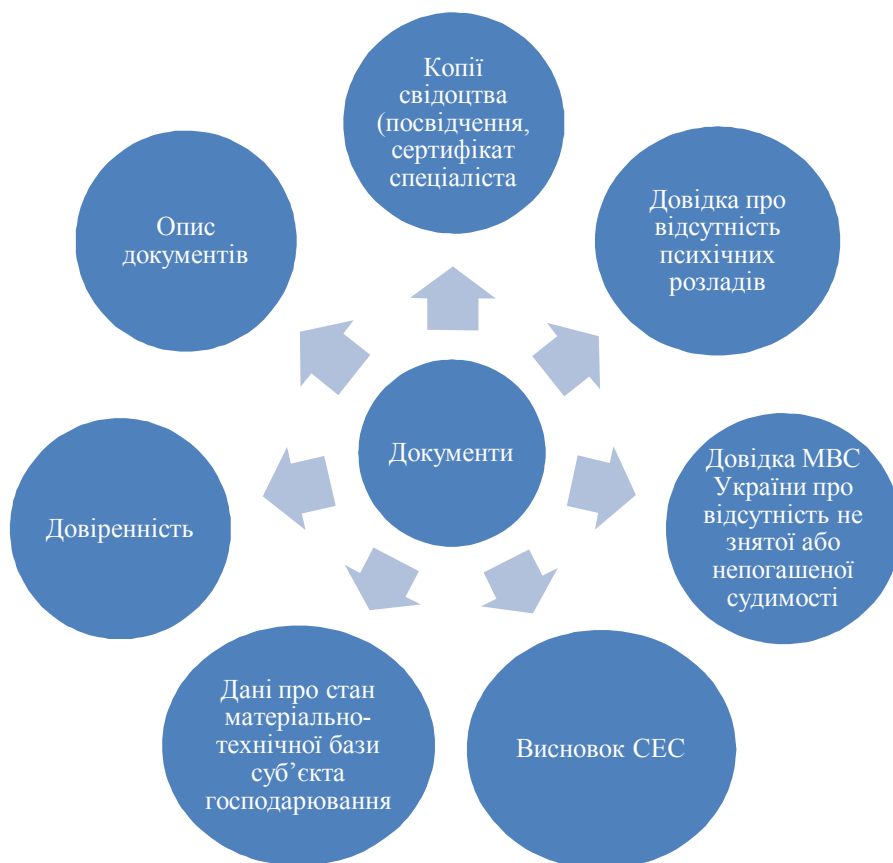 Копії
свідоцтва
(посвідчення,
сертифікат
спеціаліста
Довідка про
відсутність
психічних
розладів
Довідка МВС
України про
відсутність не
знятої або
непогашеної
судимості
Висновок СЕС
Дані про стан
матеріально-
технічної бази
суб’єкта
господарювання
Довіренність
Опис
документів
Документи